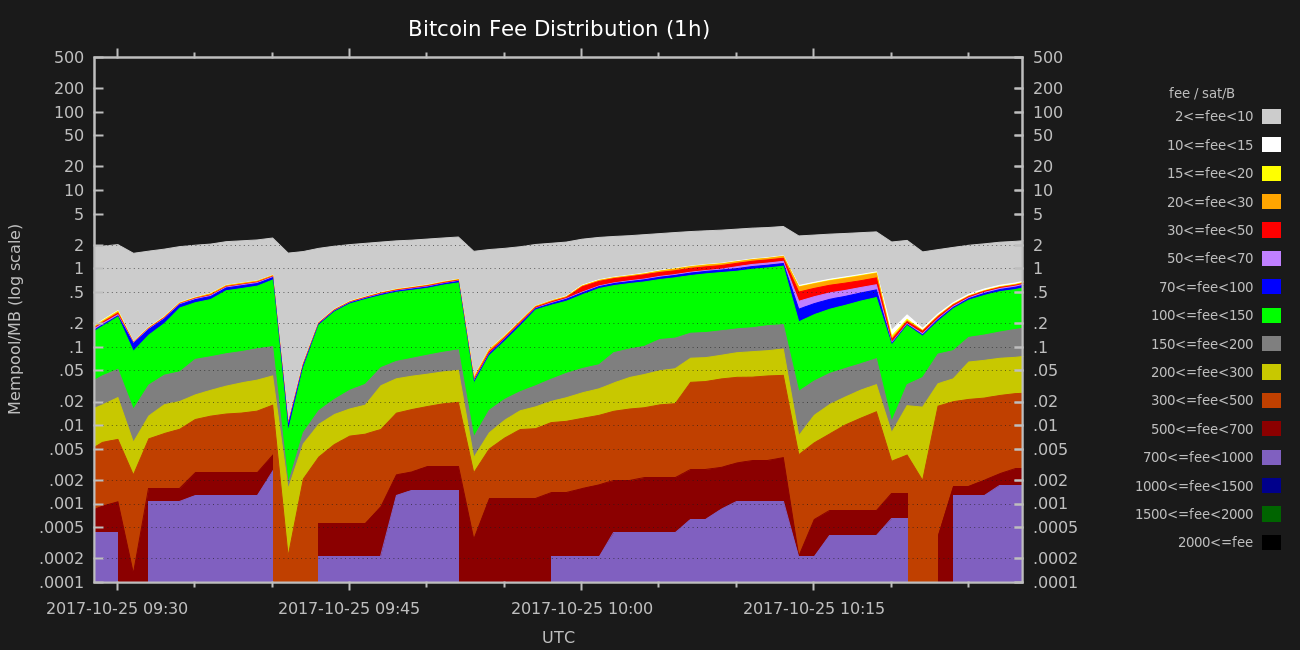 Bitcoin Fee Distribution (1h)
500
200
100
50
20
10
5
2
1
.5
.2
.1
.05
.02
.01
.005
.002
.001
.0005
.0002
.0001
Mempool/MB (log scale)
500
200
100
50
20
10
5
2
1
.5
.2
.1
.05
.02
.01
.005
.002
.001
.0005
.0002
.0001
2017-10-25 09:30 2017-10-25 09:45 2017-10-25 10:00 2017-10-25 10:15
UTC
fee / sat/B
2<=fee<10
10<=fee<15
15<=fee<20
20<=fee<30
30<=fee<50
50<=fee<70
70<=fee<100
100<=fee<150
150<=fee<200
200<=fee<300
300<=fee<500
500<=fee<700
700<=fee<1000
1000<=fee<1500
1500<=fee<2000
2000<=fee